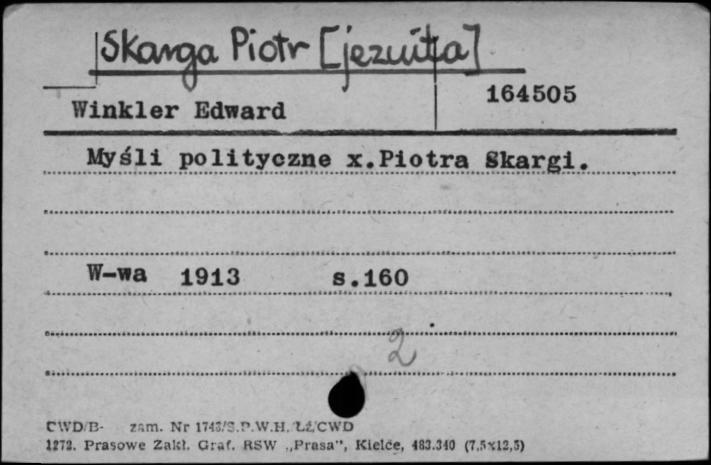 Skarga Piotr [jezuita]
Winkler Edward
164505
Myśli polityczne x.Piotra Skargi.
W-wa 1913 s.160
2
CWD/B- zam. Nr S.P.W.H. ŁŹ/CWD
1272. Prasowe Zakł. Graf. RSW „Prasa", Kielce, 483.340 (7,5x12,5)